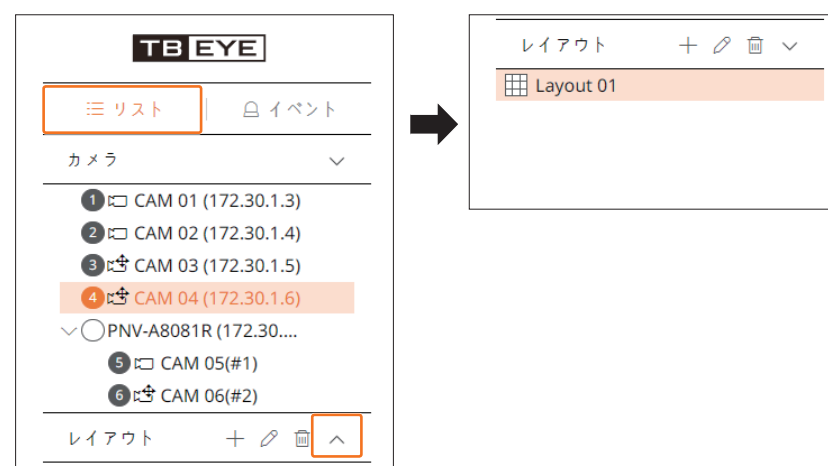 TB EYE
リスト
イベント
カメラ
1 CAM 01 (172.30.1.3)
2 CAM 02 (172.30.1.4)
3 CAM 03 (172.30.1.5)
4 CAM 04 (172.30.1.6)
PNV-A8081R (172.30....
5 CAM 05(#1)
6 CAM 06(#2)
レイアウト
レイアウト
Layout 01